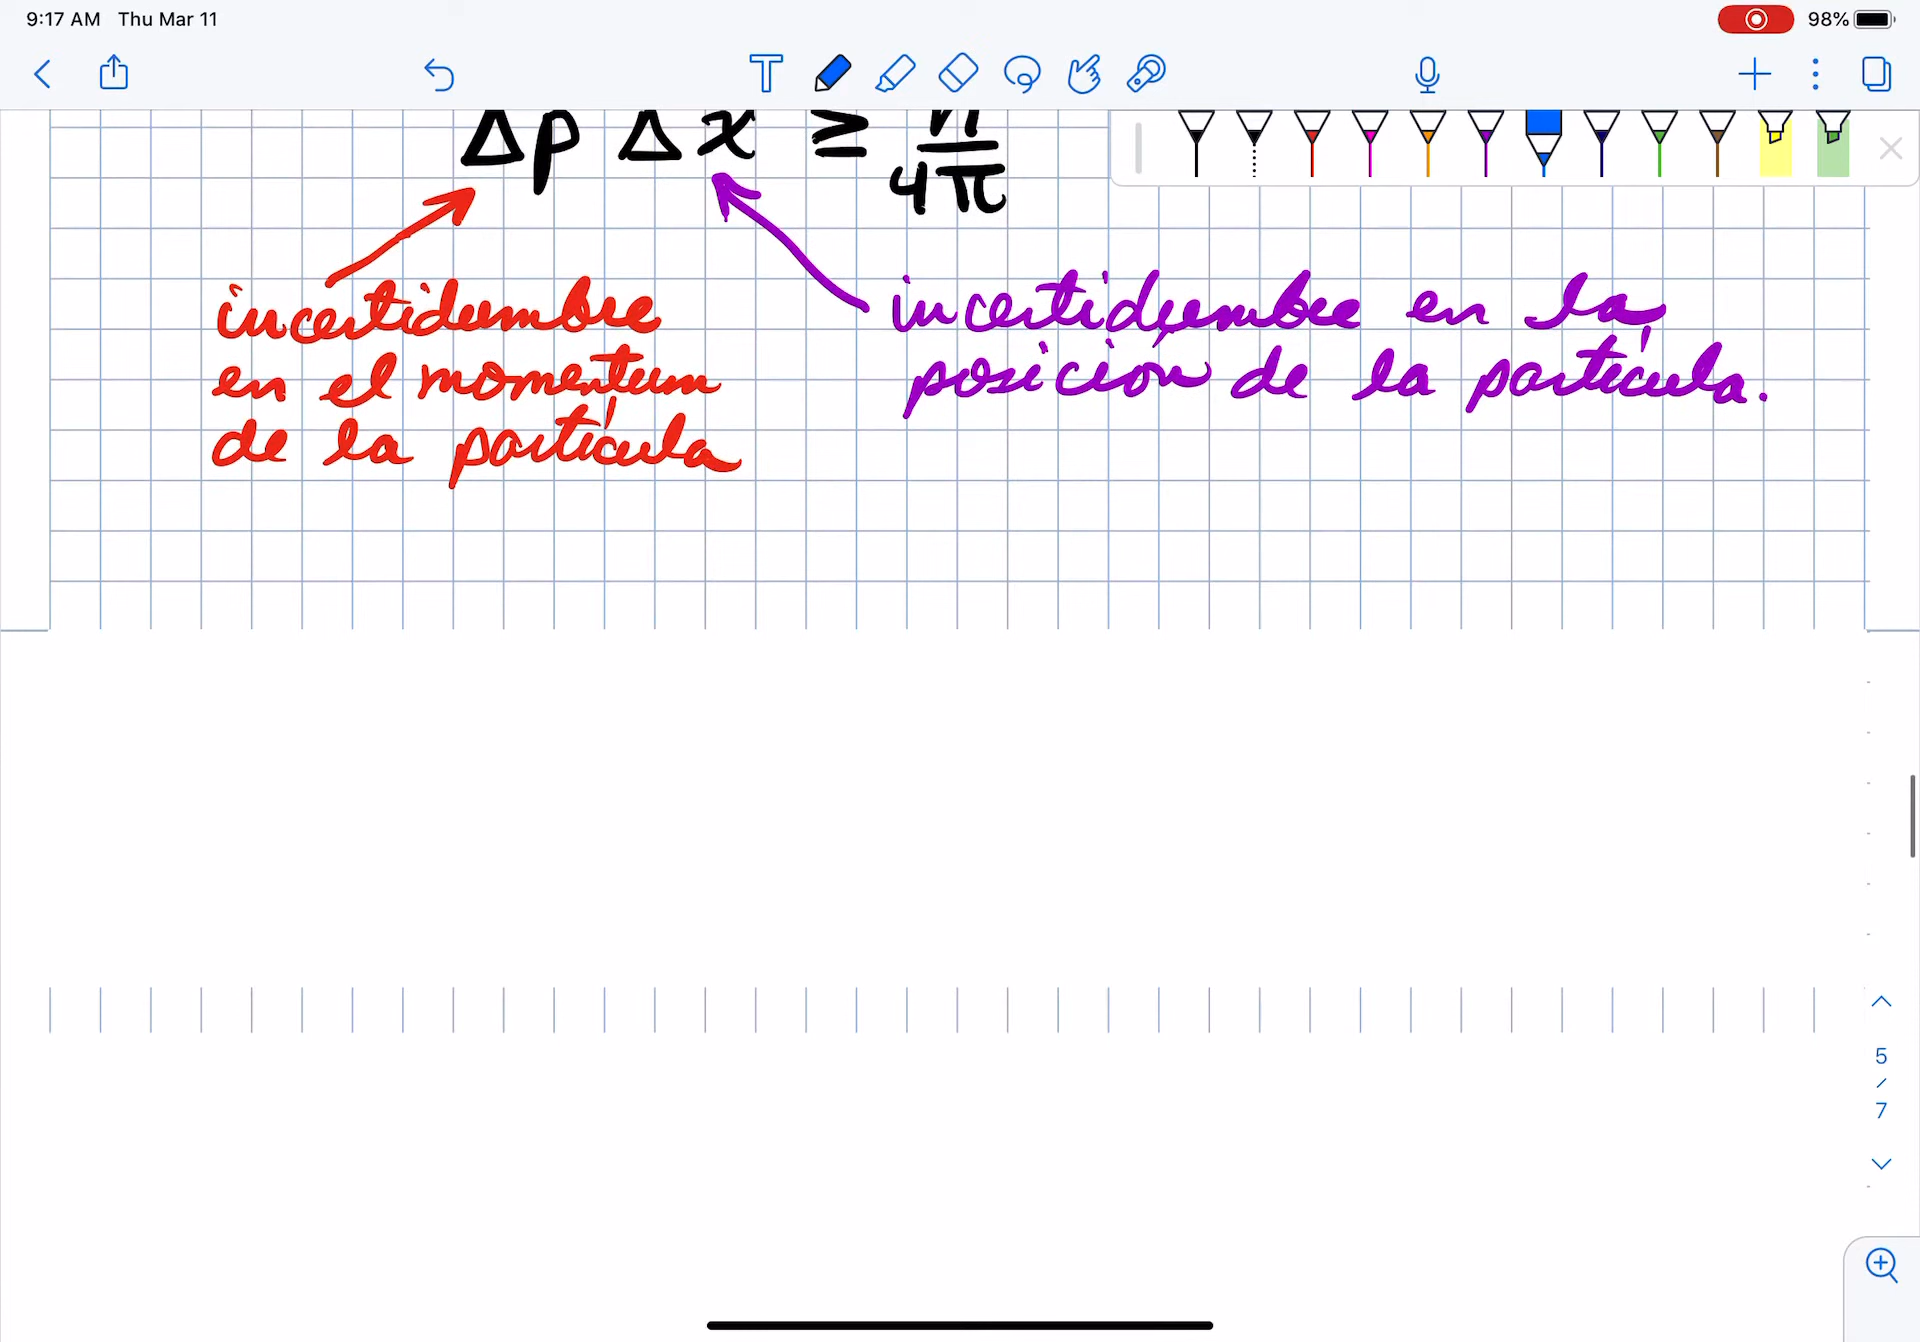 9:17 AM Thu Mar 11
98%
Δp Δx ≥ h
4π
incertidumbre
en el momentum
de la partícula
incertidumbre en la
posición de la partícula.
5
/
7